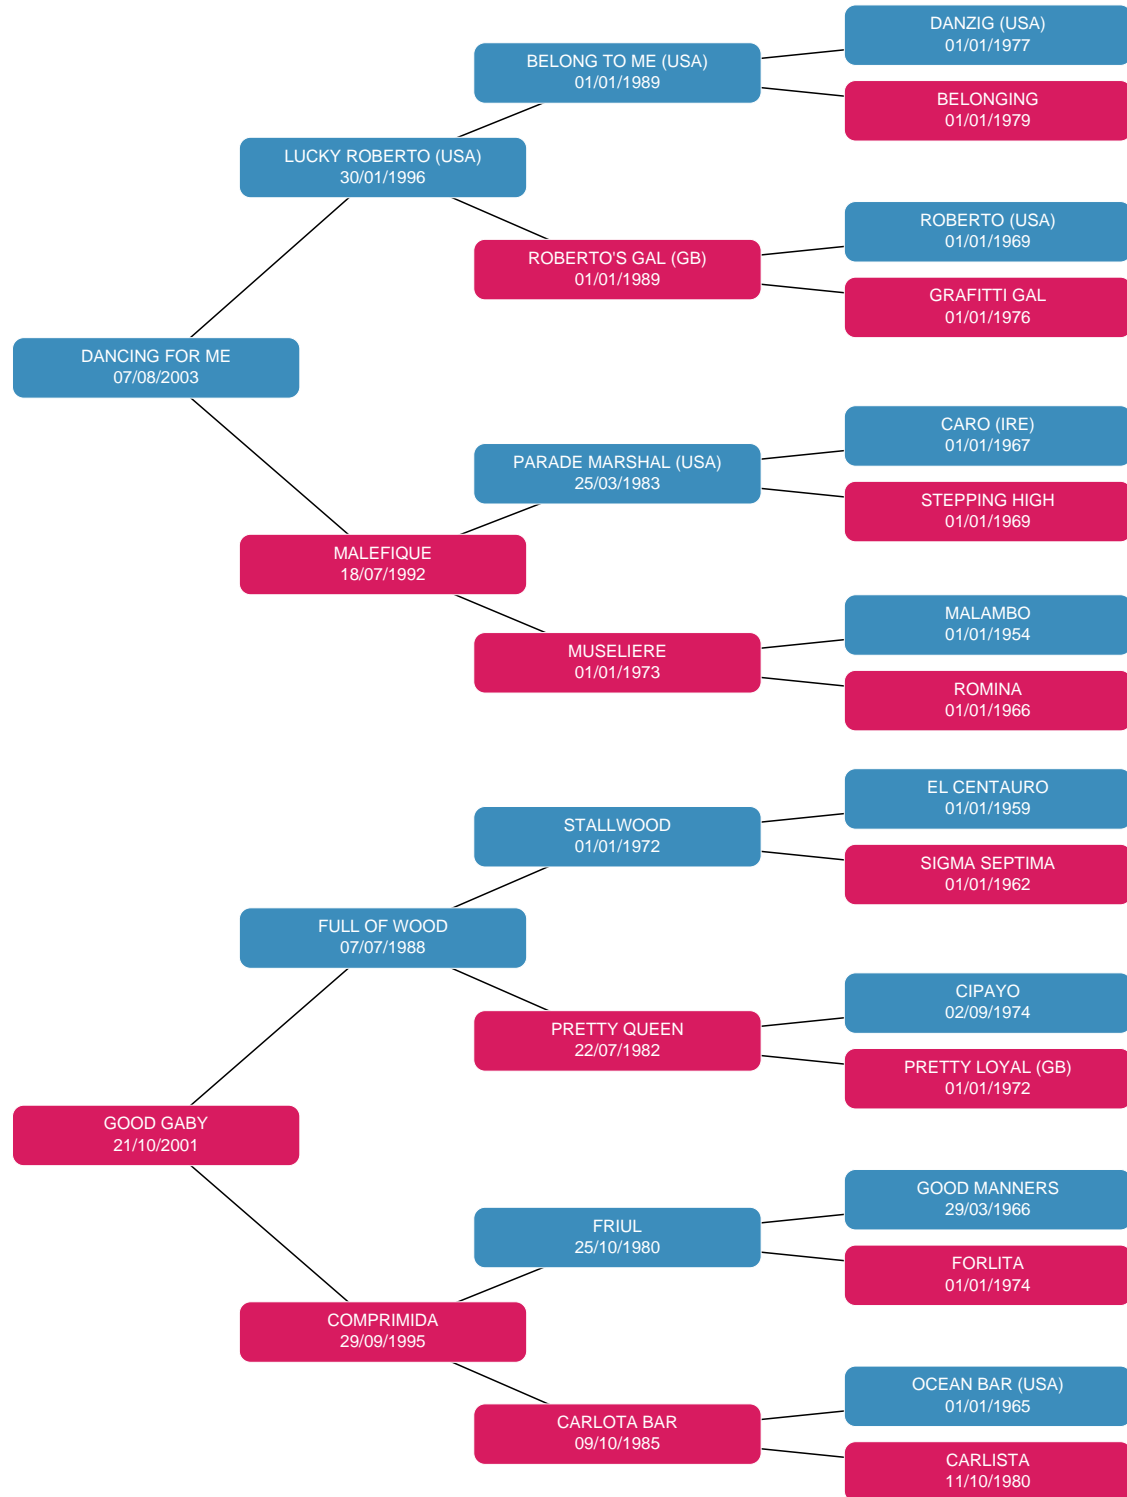 DANZIG (USA)
01/01/1977
BELONG TO ME (USA)
01/01/1989
BELONGING
01/01/1979
LUCKY ROBERTO (USA)
30/01/1996
ROBERTO (USA)
01/01/1969
ROBERTO'S GAL (GB)
01/01/1989
GRAFITTI GAL
01/01/1976
DANCING FOR ME
07/08/2003
CARO (IRE)
01/01/1967
PARADE MARSHAL (USA)
25/03/1983
STEPPING HIGH
01/01/1969
MALEFIQUE
18/07/1992
MALAMBO
01/01/1954
MUSELIERE
01/01/1973
ROMINA
01/01/1966
EL CENTAURO
01/01/1959
STALLWOOD
01/01/1972
SIGMA SEPTIMA
01/01/1962
FULL OF WOOD
07/07/1988
CIPAYO
02/09/1974
PRETTY QUEEN
22/07/1982
PRETTY LOYAL (GB)
01/01/1972
GOOD GABY
21/10/2001
GOOD MANNERS
29/03/1966
FRIUL
25/10/1980
FORLITA
01/01/1974
COMPRIMIDA
29/09/1995
OCEAN BAR (USA)
01/01/1965
CARLOTA BAR
09/10/1985
CARLISTA
11/10/1980